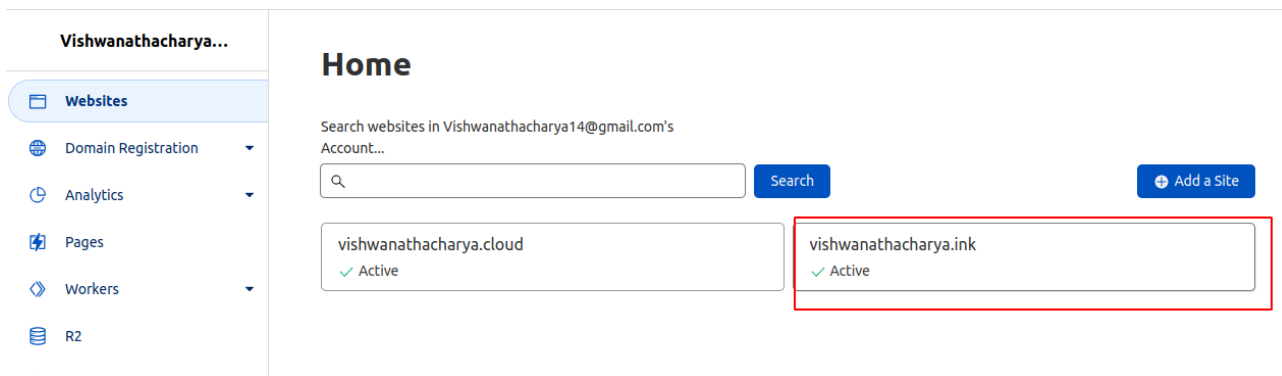 Vishwanathacharya...
Websites
Domain Registration
Analytics
Pages
Workers
R2
Home
Search websites in Vishwanathacharya14@gmail.com's
Account...
Search
Add a Site
vishwanathacharya.cloud
Active
vishwanathacharya.ink
Active